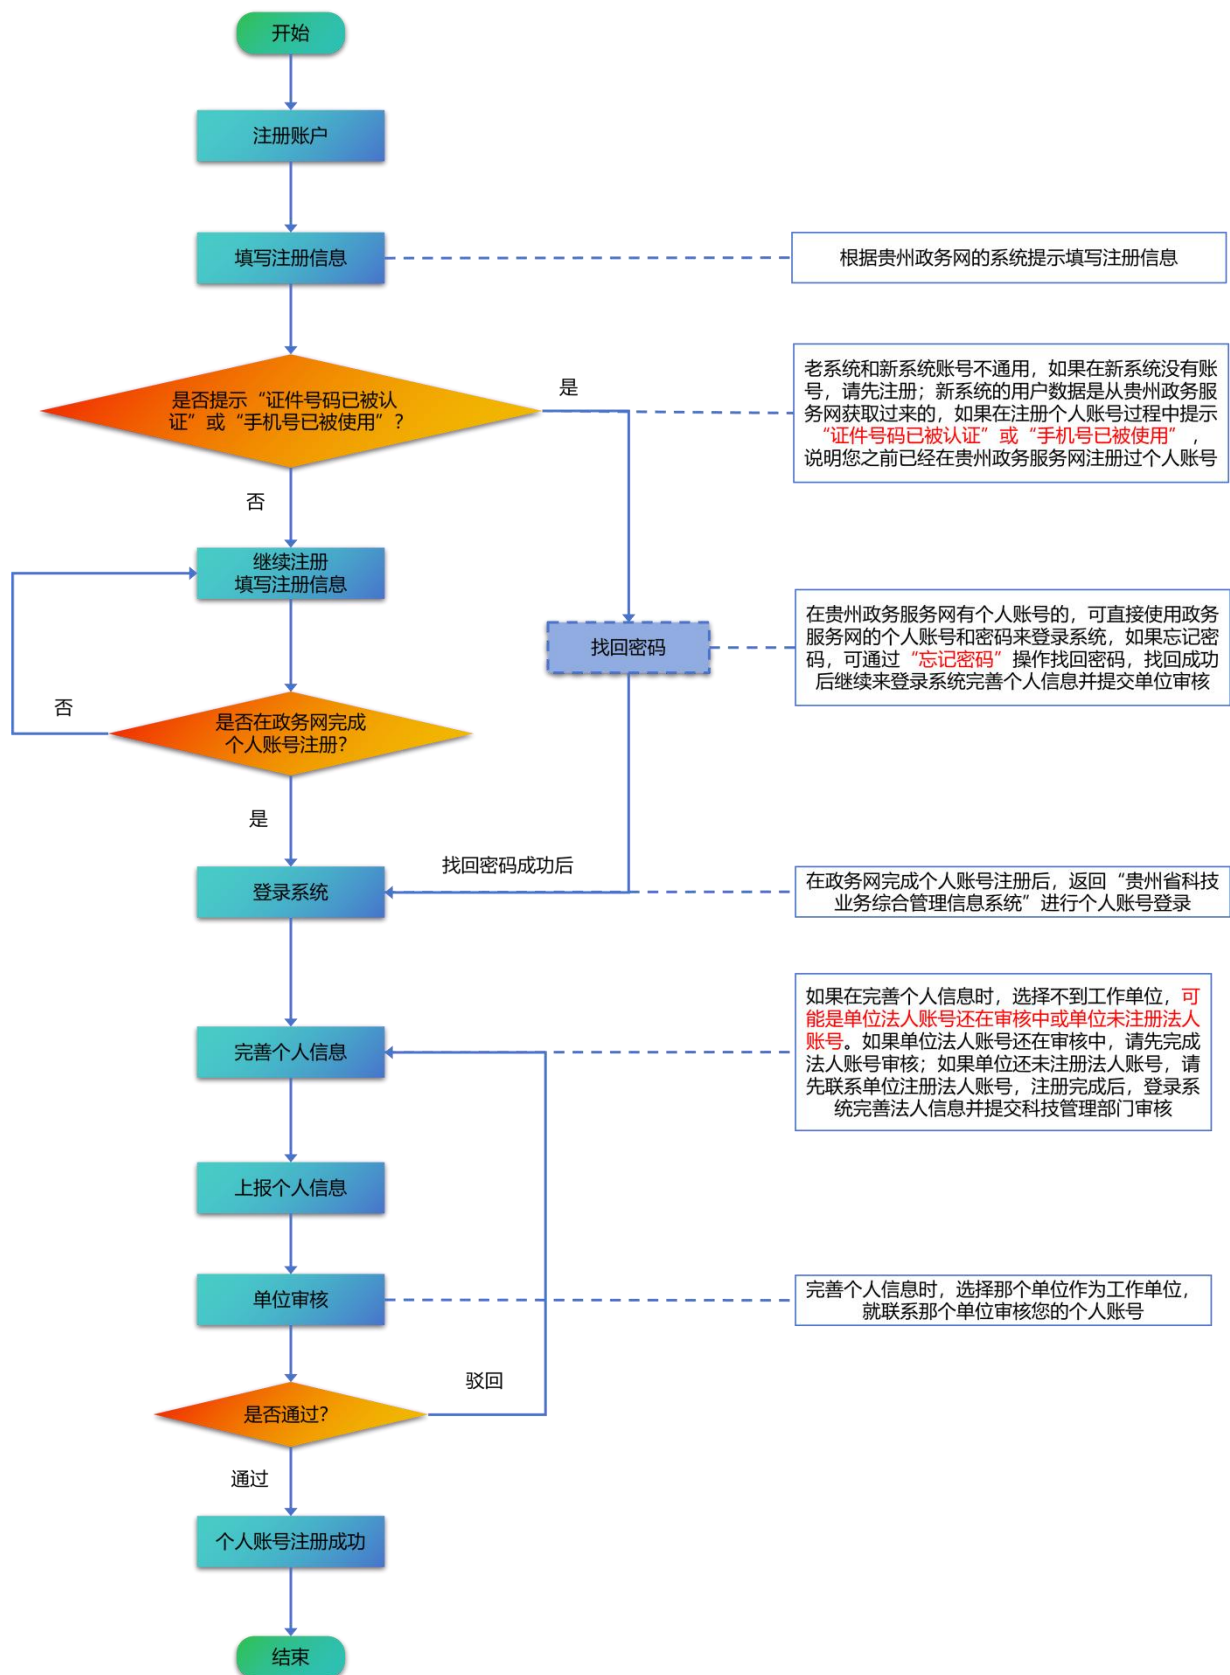 开始
注册账户
填写注册信息
根据贵州政务网的系统提示填写注册信息
是否提示“证件号码已被认
证”或“手机号已被使用”？
是
老系统和新系统账号不通用，如果在新系统没有账
号，请先注册；新系统的用户数据是从贵州政务服
务网获取过来的，如果在注册个人账号过程中提示
“证件号码已被认证”或“手机号已被使用”，
说明您之前已经在贵州政务服务网注册过个人账号
否
继续注册
填写注册信息
找回密码
在贵州政务服务网有个人账号的，可直接使用政务
服务网的个人账号和密码来登录系统，如果忘记密
码，可通过“忘记密码”操作找回密码，找回成功
后继续来登录系统完善个人信息并提交单位审核
否
是否在政务网完成
个人账号注册？
是
找回密码成功后
登录系统
在政务网完成个人账号注册后，返回“贵州省科技
业务综合管理信息系统”进行个人账号登录
完善个人信息
如果在完善个人信息时，选择不到工作单位，可
能是单位法人账号还在审核中或单位未注册法人
账号。如果单位法人账号还在审核中，请先完成
法人账号审核；如果单位还未注册法人账号，请
先联系单位注册法人账号，注册完成后，登录系
统完善法人信息并提交科技管理部门审核
上报个人信息
单位审核
完善个人信息时，选择那个单位作为工作单位，
就联系那个单位审核您的个人账号
驳回
是否通过？
通过
个人账号注册成功
结束